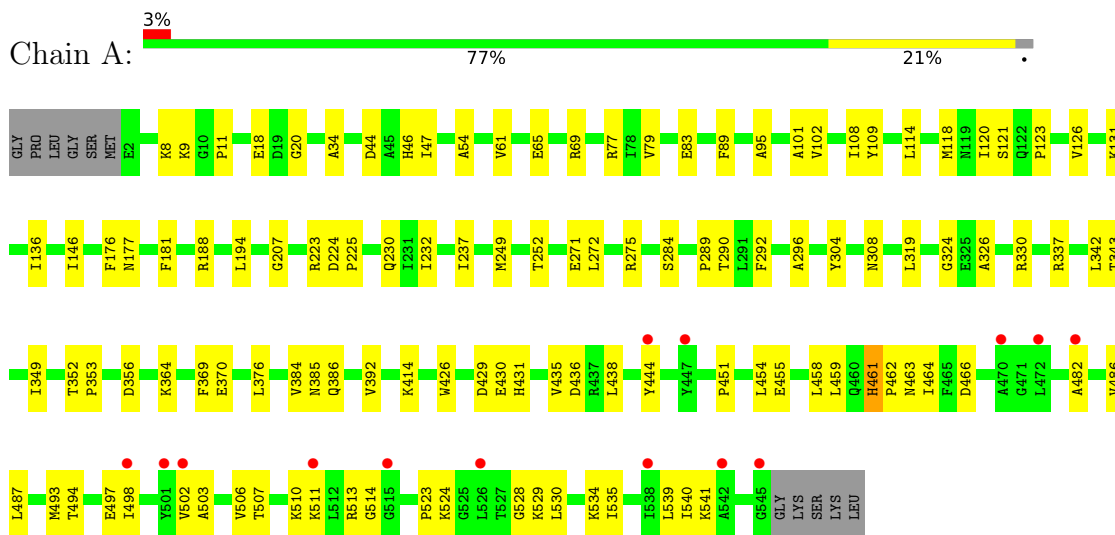 3%
Chain A:
77% 21% •
GLY PRO LEU GLY SER MET E2 K8 K9 G10 P11 E18 D19 G20 A34 D44 A45 H46 I47 A54 V61 E65 R69 R77 I78 V79 E83 F89 A95 A101 V102 I108 Y109 L114 M118 N119 I120 S121 Q122 P123 V126 K131
I136 I146 F176 N177 F181 R188 L194 G207 R223 D224 P225 Q230 I231 I232 I237 M249 T252 E271 L272 R275 S284 P289 T290 L291 F292 A296 Y304 N308 L319 G324 E325 A326 R330 R337 L342 T343
I349 T352 P353 D356 K364 F369 E370 L376 V384 N385 Q386 V392 K414 W426 D429 E430 H431 V435 D436 R437 L438 Y444 Y447 P451 L454 E455 L458 L459 Q460 H461 P462 N463 I464 F465 D466 A470 G471 L472 A482 V486
L487 M493 T494 E497 I498 Y501 V502 A503 V506 T507 K510 K511 L512 R513 G514 G515 P523 K524 G525 L526 T527 G528 K529 L530 K534 I535 I538 L539 I540 K541 A542 G545 GLY LYS SER LYS LEU